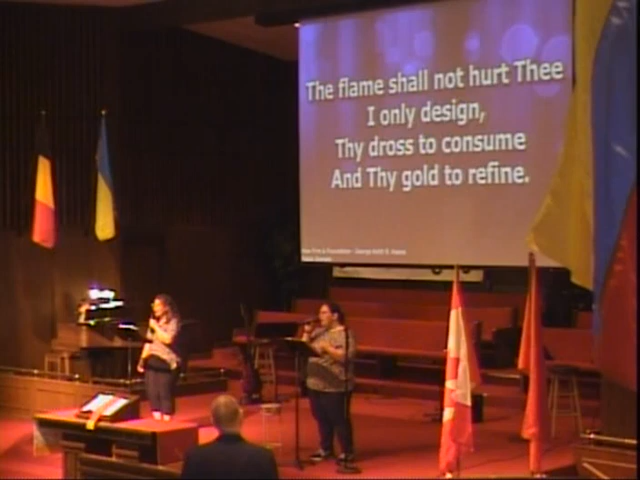 The flame shall not hurt Thee
I only design,
Thy dross to consume
And Thy gold to refine.